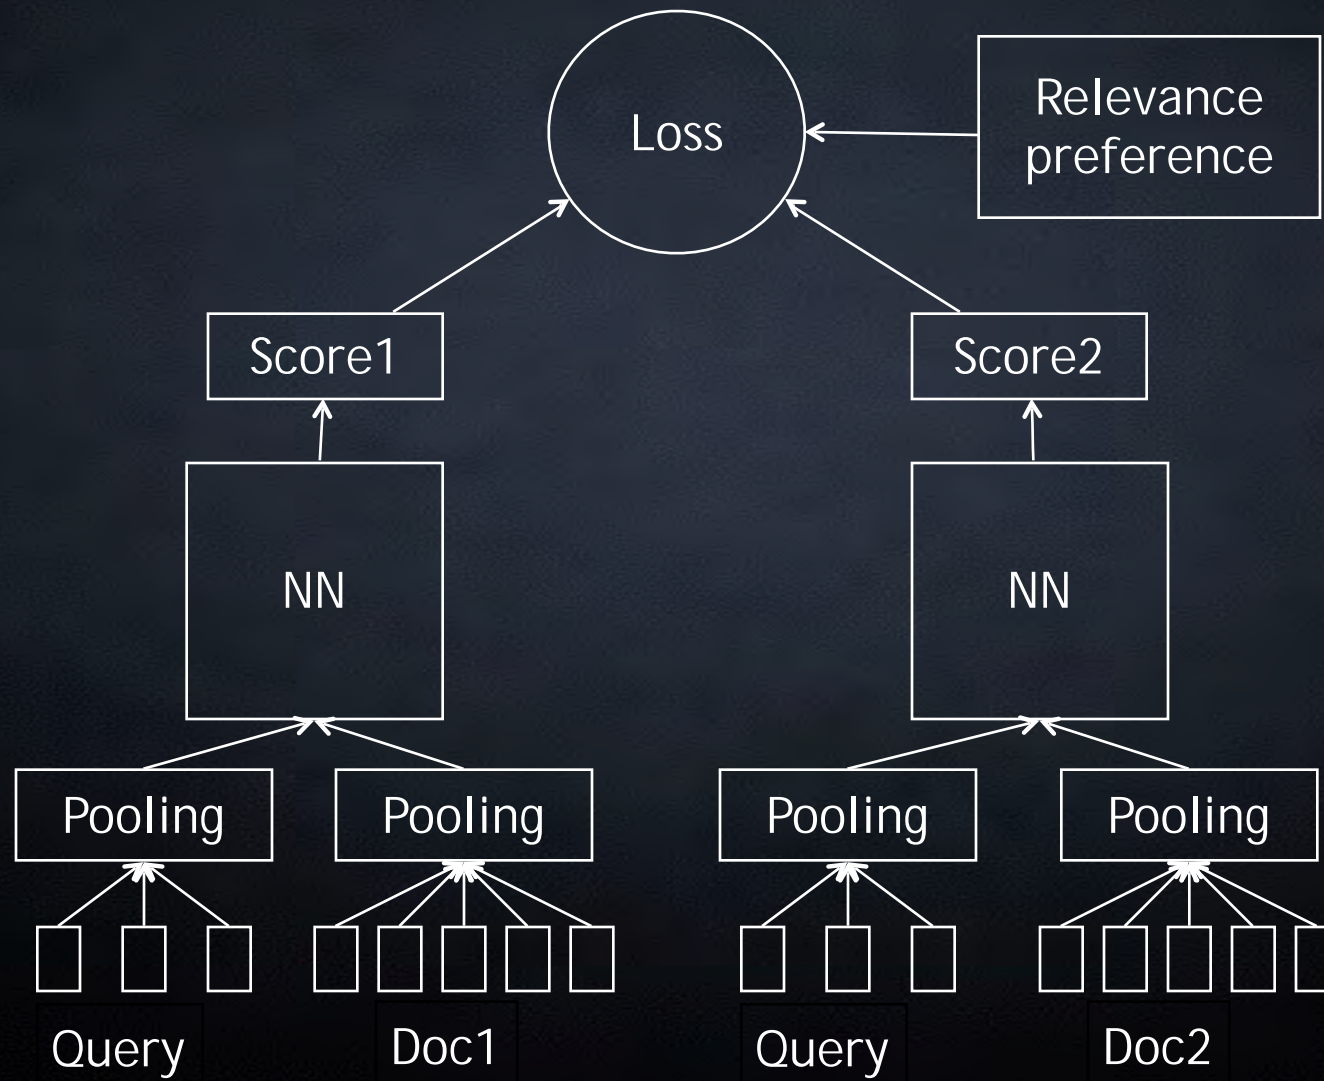 Loss
Relevance
preference
Score1
Score2
NN
NN
Pooling
Pooling
Pooling
Pooling
Query
Doc1
Query
Doc2